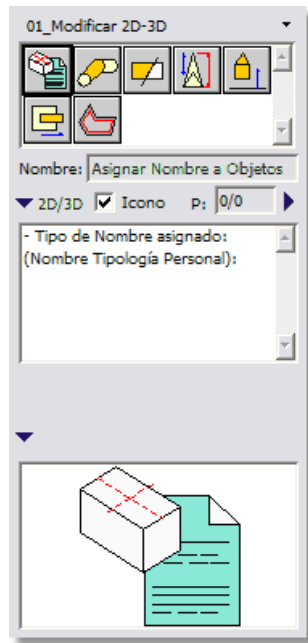 01_Modificar 2D-3D
Nombre: Asignar Nombre a Objetos
2D/3D Icono P: 0/0
- Tipo de Nombre asignado:
(Nombre Tipología Personal):